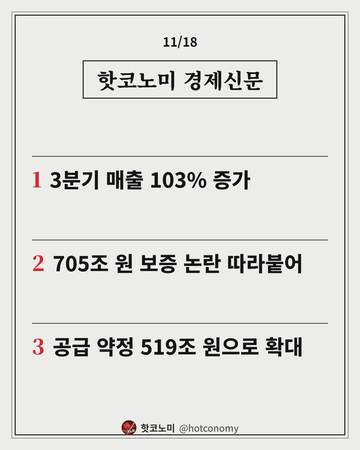 11/18
핫코노미 경제신문
1 3분기 매출 103% 증가
2 705조 원 보증 논란 따라붙어
3 공급 약정 519조 원으로 확대
핫코노미 @hotconomy